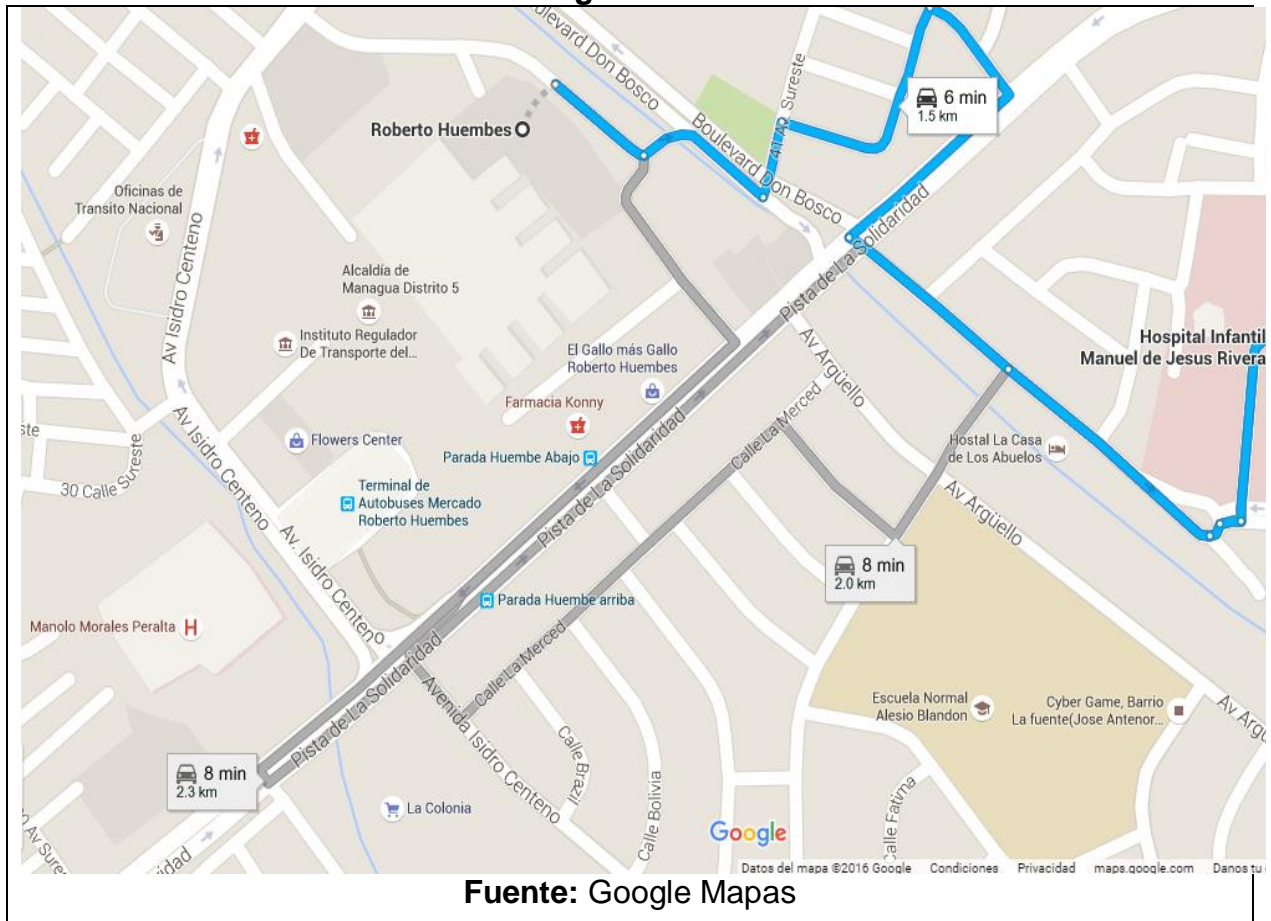 Boulevard Don Bosco
41 Av. Sureste
6 min
1.5 km
Roberto Huembes
Boulevard Don Bosco
Oficinas de
Transito Nacional
Av Isidro Centeno
Pista de La Solidaridad
Alcaldía de
Managua Distrito 5
Instituto Regulador
De Transporte del...
Pista de La Solidaridad
Hospital Infantil
Manuel de Jesus Rivera
El Gallo más Gallo
Roberto Huembes
Av Argüello
Farmacia Konny
Flowers Center
Av Isidro Centeno
Parada Huembe Abajo
Pista de La Solidaridad
Calle La Merced
Hostal La Casa
de Los Abuelos
30 Calle Sureste
Terminal de
Autobuses Mercado
Roberto Huembes
Av Argüello
Av. Isidro Centeno
8 min
2.0 km
Parada Huembe arriba
Manolo Morales Peralta
H
Pista de La Solidaridad
Calle La Merced
Avenida Isidro Centeno
Escuela Normal
Alesio Blandon
Cyber Game, Barrio
La fuente(Jose Antenor...
8 min
2.3 km
Calle Brazil
Calle Bolivia
Calle Fatima
La Colonia
Google
Datos del mapa ©2016 Google
Condiciones
Privacidad
maps.google.com
Danos tu
Fuente: Google Mapas